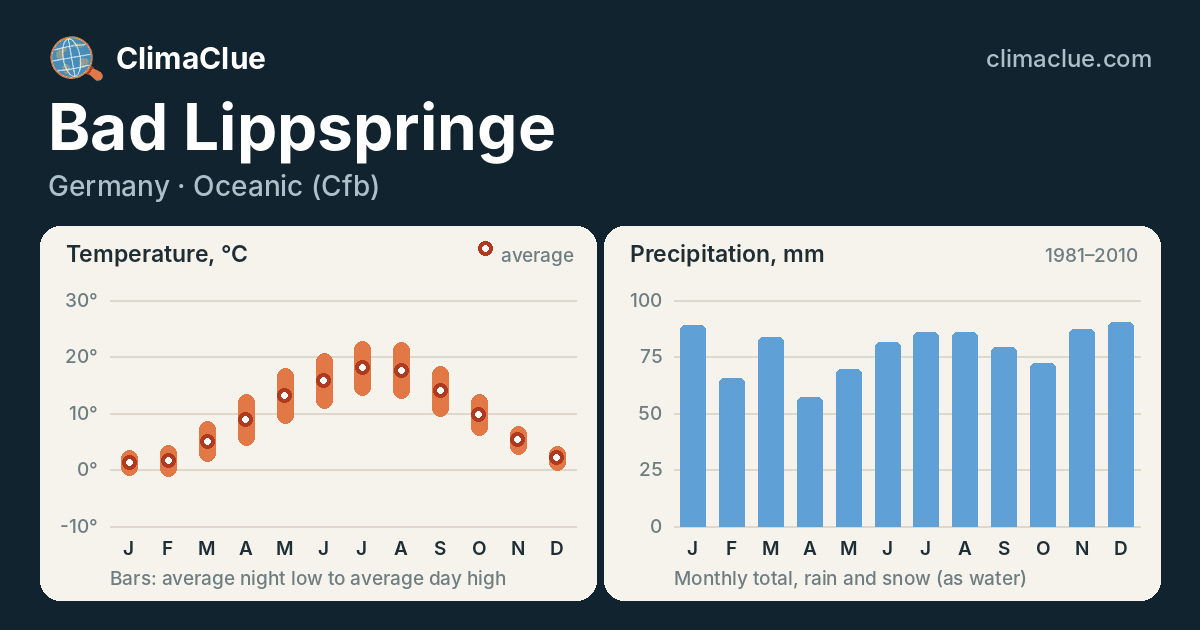 ClimaClue
climaclue.com
Bad Lippspringe
Germany · Oceanic (Cfb)
Temperature, °C
average
30°
20°
10°
0°
-10°
J F M A M J J A S O N D
Bars: average night low to average day high
Precipitation, mm
1981–2010
100
75
50
25
0
J F M A M J J A S O N D
Monthly total, rain and snow (as water)